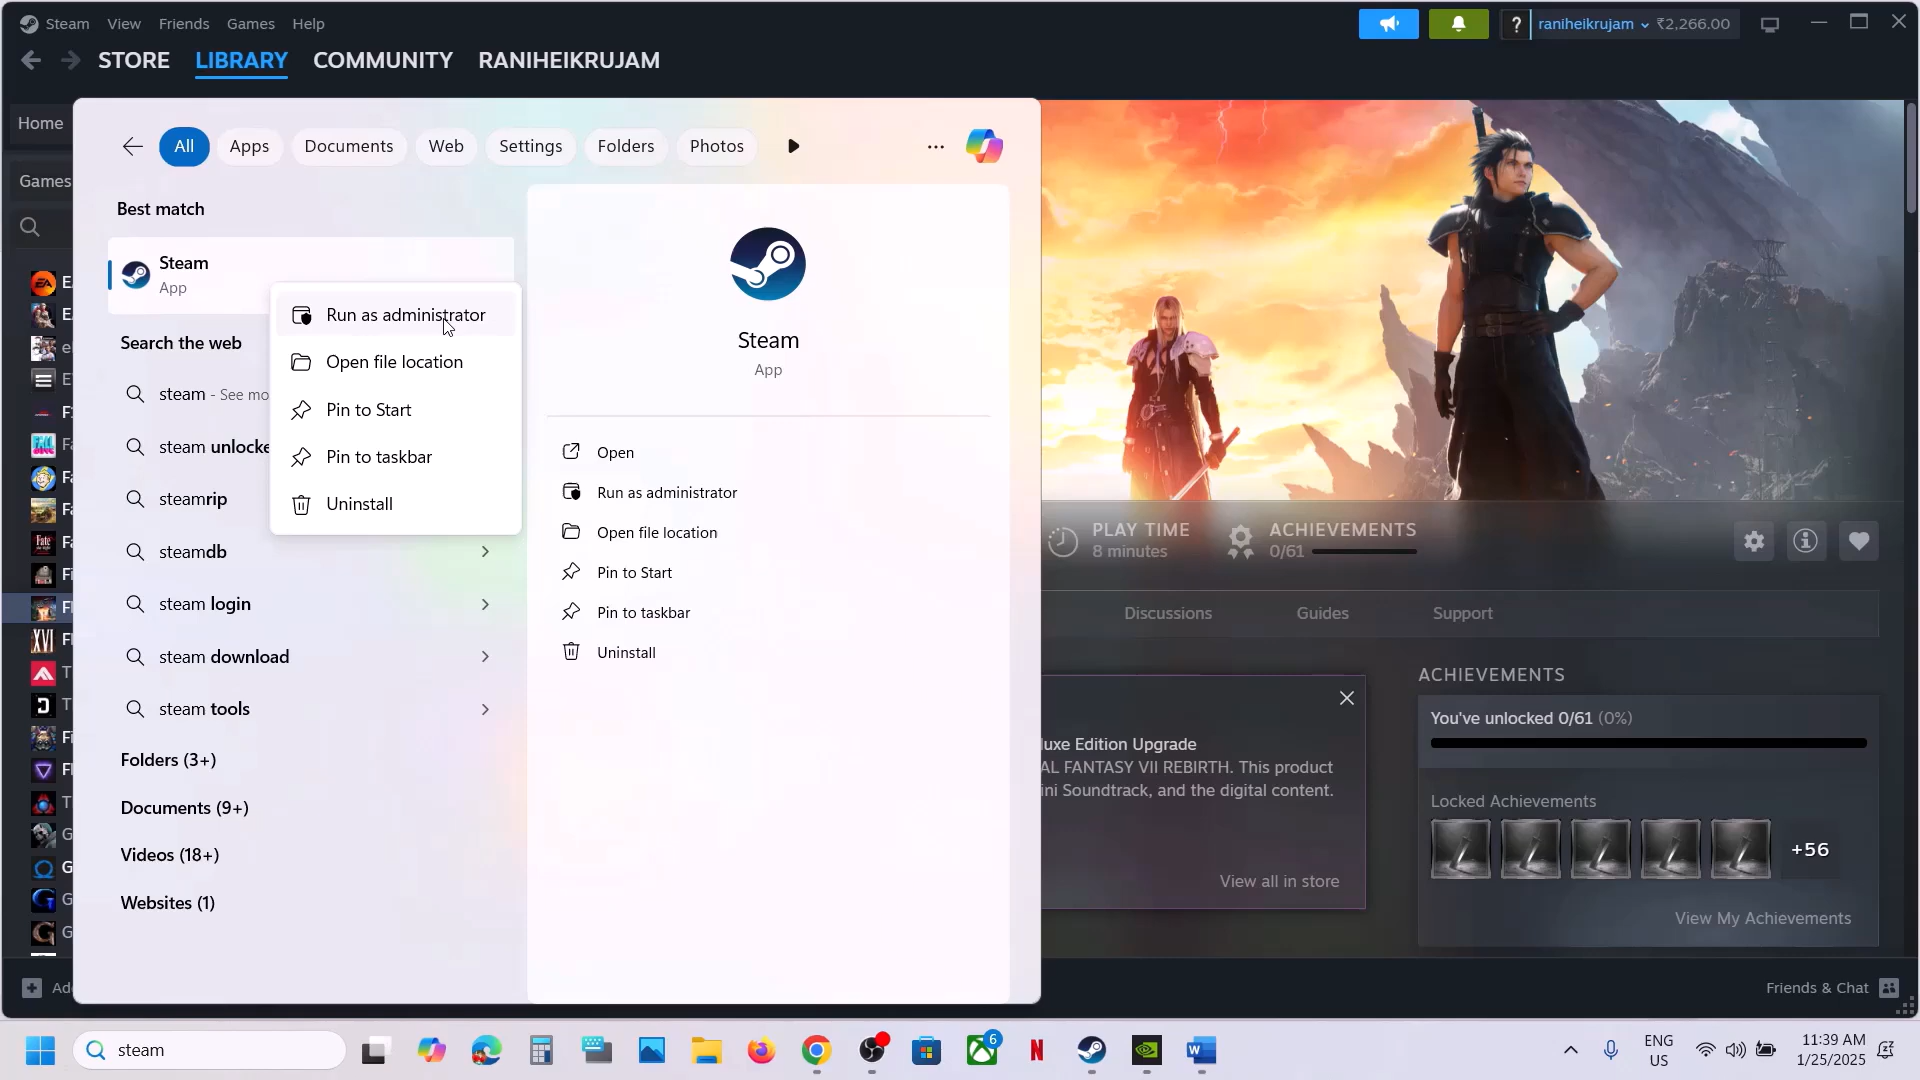 Steam View Friends Games Help
? raniheikrujam ₹2,266.00
STORE LIBRARY COMMUNITY RANIHEIKRUJAM
Home
All Apps Documents Web Settings Folders Photos
Games
Best match
Steam
App
Run as administrator
Open file location
Pin to Start
Pin to taskbar
Uninstall
Search the web
steam - See mo
steam unlocke
steamrip
steamdb
steam login
steam download
steam tools
Folders (3+)
Documents (9+)
Videos (18+)
Websites (1)
Steam
App
Open
Run as administrator
Open file location
Pin to Start
Pin to taskbar
Uninstall
PLAY TIME
8 minutes
ACHIEVEMENTS
0/61
Discussions Guides Support
luxe Edition Upgrade
AL FANTASY VII REBIRTH. This product
ini Soundtrack, and the digital content.
View all in store
ACHIEVEMENTS
You've unlocked 0/61 (0%)
Locked Achievements
+56
View My Achievements
Friends & Chat
steam
6
ENG
US
11:39 AM
1/25/2025